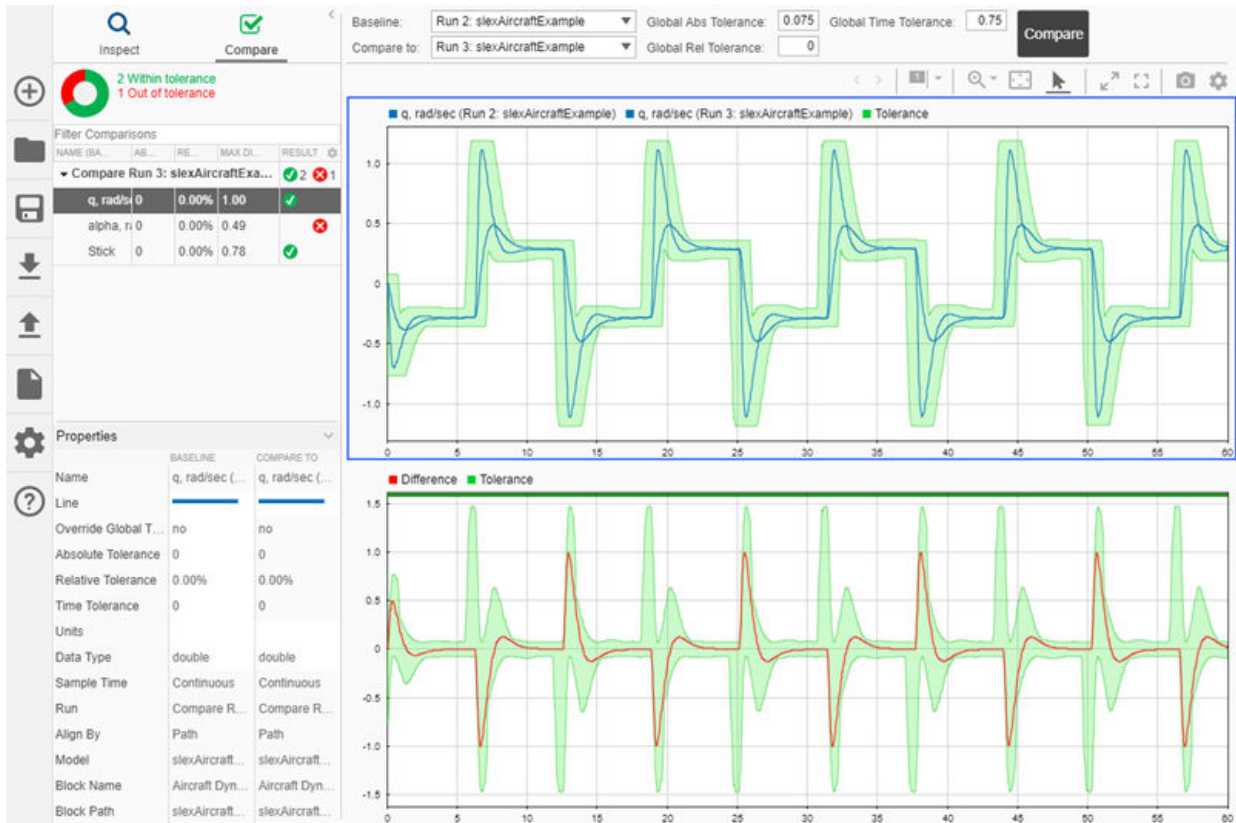 Inspect
Compare
2 Within tolerance
1 Out of tolerance
Filter Comparisons
NAME (BA... AB... RE... MAX DI... RESULT
Compare Run 3: slexAircraftExa... 2 1
q, rad/s 0 0.00% 1.00
alpha, r 0 0.00% 0.49
Stick 0 0.00% 0.78
Properties
BASELINE COMPARE TO
Name q, rad/sec (... q, rad/sec (...
Line
Override Global T... no no
Absolute Tolerance 0 0
Relative Tolerance 0.00% 0.00%
Time Tolerance 0 0
Units
Data Type double double
Sample Time Continuous Continuous
Run Compare R... Compare R...
Align By Path Path
Model slexAircraft... slexAircraft...
Block Name Aircraft Dyn... Aircraft Dyn...
Block Path slexAircraft... slexAircraft...
Baseline: Run 2: slexAircraftExample Global Abs Tolerance: 0.075 Global Time Tolerance: 0.75
Compare to: Run 3: slexAircraftExample Global Rel Tolerance: 0
Compare
1
q, rad/sec (Run 2: slexAircraftExample) q, rad/sec (Run 3: slexAircraftExample) Tolerance
1.0
0.5
0
-0.5
-1.0
0 5 10 15 20 25 30 35 40 45 50 55 60
Difference Tolerance
1.5
1.0
0.5
0
-0.5
-1.0
-1.5
0 5 10 15 20 25 30 35 40 45 50 55 60